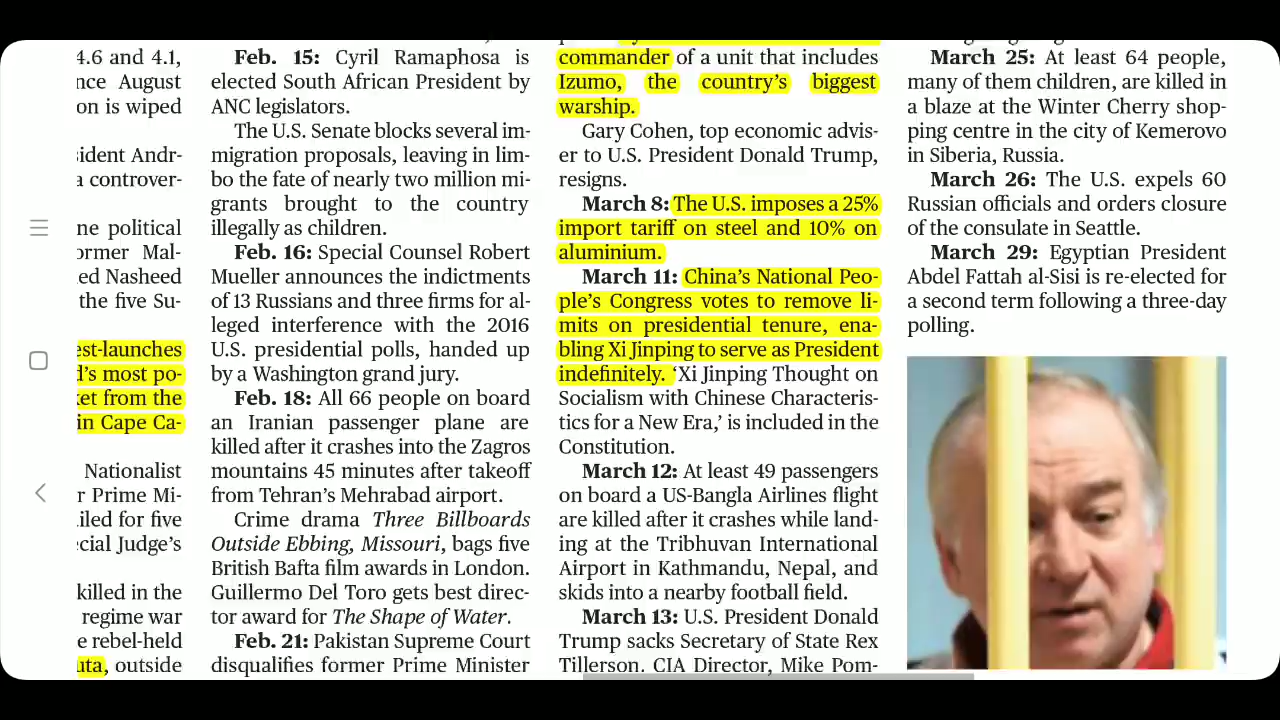 4.6 and 4.1,
nce August
on is wiped
ident Andr-
a controver-
ne political
ormer Mal-
ed Nasheed
the five Su-
est-launches
d's most po-
ket from the
in Cape Ca-
Nationalist
r Prime Mi-
iled for five
cial Judge's
killed in the
regime war
e rebel-held
uta, outside
Feb. 15: Cyril Ramaphosa is
elected South African President by
ANC legislators.
The U.S. Senate blocks several im-
migration proposals, leaving in lim-
bo the fate of nearly two million mi-
grants brought to the country
illegally as children.
Feb. 16: Special Counsel Robert
Mueller announces the indictments
of 13 Russians and three firms for al-
leged interference with the 2016
U.S. presidential polls, handed up
by a Washington grand jury.
Feb. 18: All 66 people on board
an Iranian passenger plane are
killed after it crashes into the Zagros
mountains 45 minutes after takeoff
from Tehran's Mehrabad airport.
Crime drama Three Billboards
Outside Ebbing, Missouri, bags five
British Bafta film awards in London.
Guillermo Del Toro gets best direc-
tor award for The Shape of Water.
Feb. 21: Pakistan Supreme Court
disqualifies former Prime Minister
commander of a unit that includes
Izumo, the country's biggest
warship.
Gary Cohen, top economic advis-
er to U.S. President Donald Trump,
resigns.
March 8: The U.S. imposes a 25%
import tariff on steel and 10% on
aluminium.
March 11: China's National Peo-
ple's Congress votes to remove li-
mits on presidential tenure, ena-
bling Xi Jinping to serve as President
indefinitely. 'Xi Jinping Thought on
Socialism with Chinese Characteris-
tics for a New Era,' is included in the
Constitution.
March 12: At least 49 passengers
on board a US-Bangla Airlines flight
are killed after it crashes while land-
ing at the Tribhuvan International
Airport in Kathmandu, Nepal, and
skids into a nearby football field.
March 13: U.S. President Donald
Trump sacks Secretary of State Rex
Tillerson. CIA Director, Mike Pom-
March 25: At least 64 people,
many of them children, are killed in
a blaze at the Winter Cherry shop-
ping centre in the city of Kemerovo
in Siberia, Russia.
March 26: The U.S. expels 60
Russian officials and orders closure
of the consulate in Seattle.
March 29: Egyptian President
Abdel Fattah al-Sisi is re-elected for
a second term following a three-day
polling.